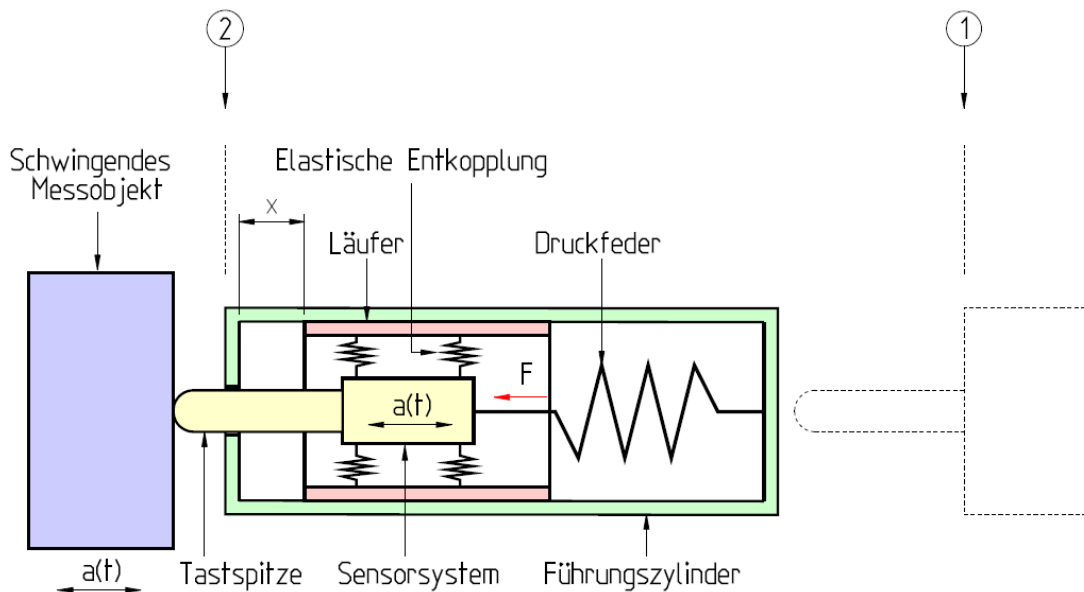 2
1
Schwingendes
Messobjekt
Elastische Entkopplung
x
Läufer
Druckfeder
F
a(t)
a(t)
Tastspitze
Sensorsystem
Führungszylinder